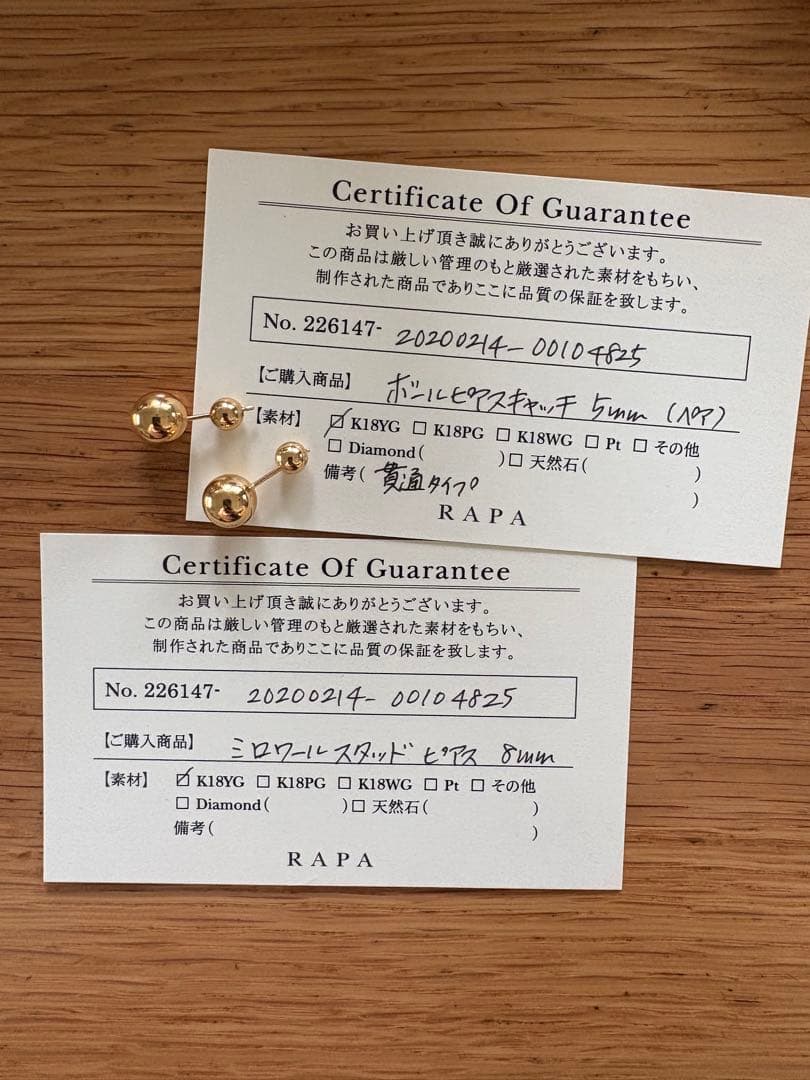 Certificate Of Guarantee
お買い上げ頂き誠にありがとうございます。
この商品は厳しい管理のもと厳選された素材をもちい、
制作された商品でありここに品質の保証を致します。
No. 226147- 20200214-00104825
【ご購入商品】 ボールピアスキャッチ 5mm (ペア)
【素材】 ☑ K18YG ☐ K18PG ☐ K18WG ☐ Pt ☐ その他
☐ Diamond( )☐ 天然石( )
備考( 貫通タイプ )
RAPA
Certificate Of Guarantee
お買い上げ頂き誠にありがとうございます。
この商品は厳しい管理のもと厳選された素材をもちい、
制作された商品でありここに品質の保証を致します。
No. 226147- 20200214-00104825
【ご購入商品】 ミロワールスタッドピアス 8mm
【素材】 ☑ K18YG ☐ K18PG ☐ K18WG ☐ Pt ☐ その他
☐ Diamond( )☐ 天然石( )
備考( )
RAPA